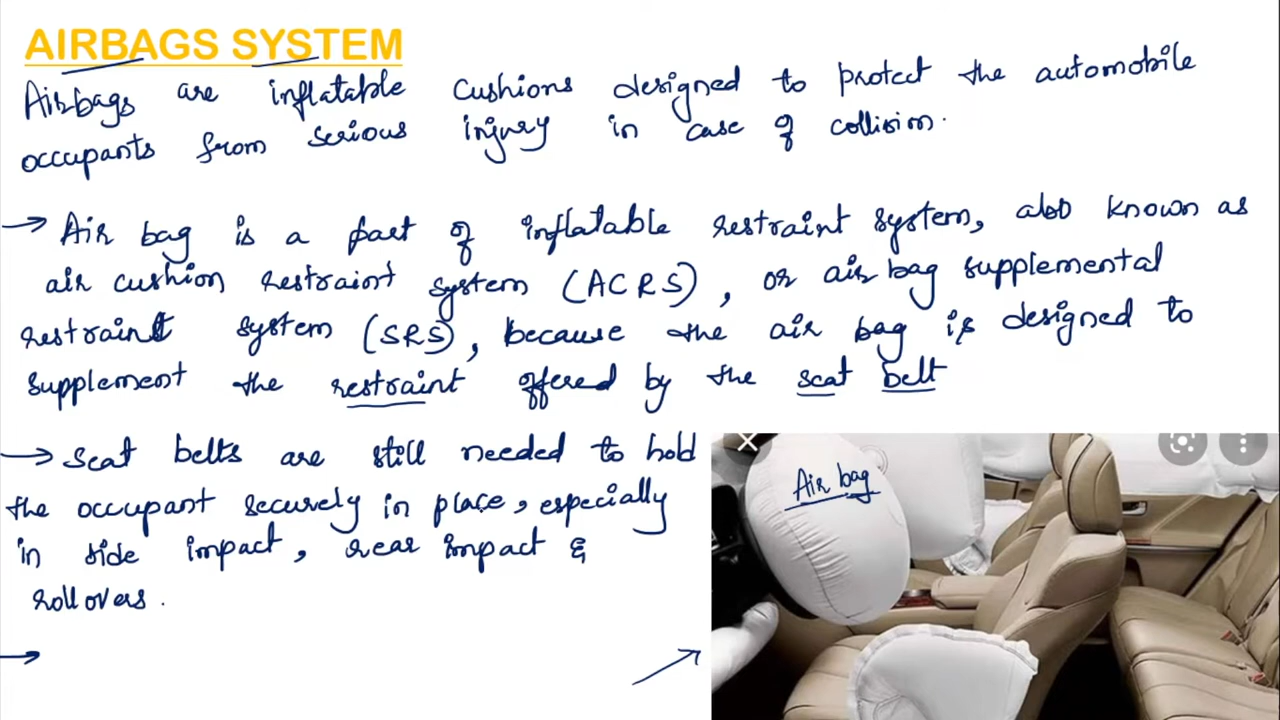 AIRBAGS SYSTEM
Airbags are inflatable cushions designed to protect the automobile
occupants from serious injury in case of collision.
→ Air bag is a part of inflatable restraint system, also known as
air cushion restraint system (ACRS), or air bag supplemental
restraint system (SRS), because the air bag is designed to
supplement the restraint offered by the seat belt
→ Seat belts are still needed to hold
the occupant securely in place, especially
in side impact, rear impact &
rollovers.
Air bag